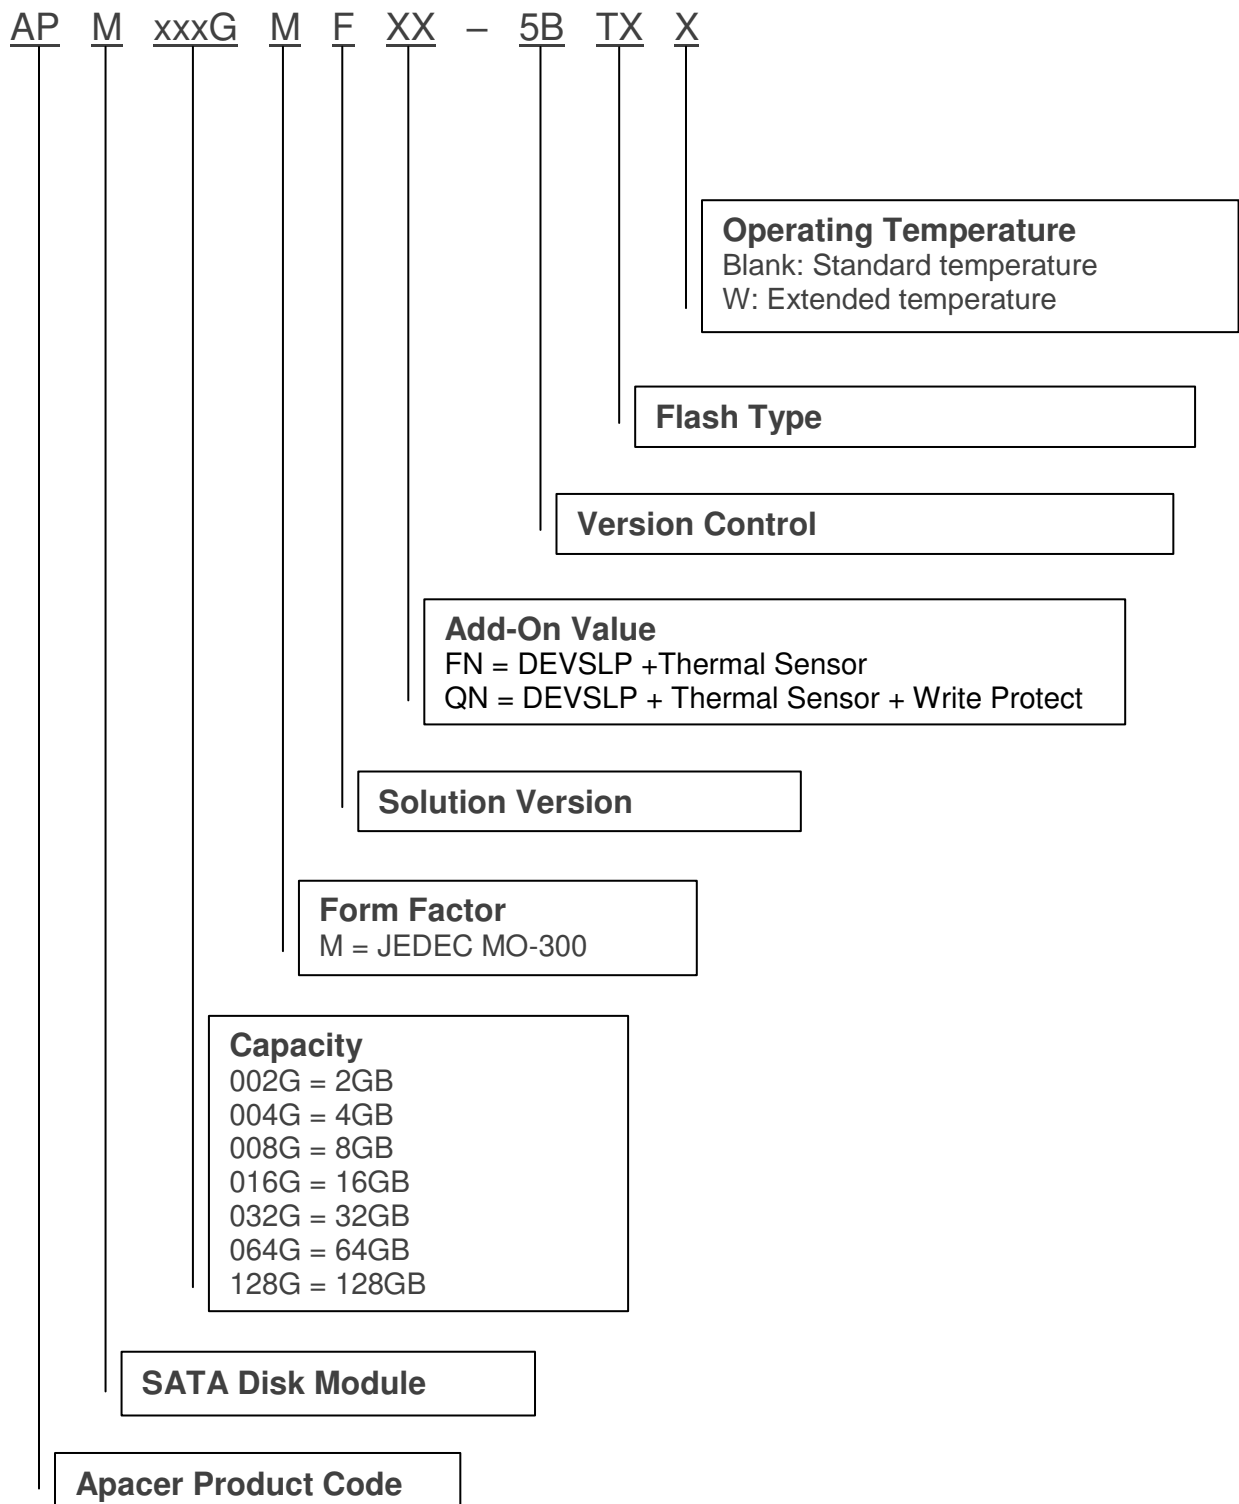 AP M xxxG M F XX – 5B TX X
Operating Temperature
Blank: Standard temperature
W: Extended temperature
Flash Type
Version Control
Add-On Value
FN = DEVSLP +Thermal Sensor
QN = DEVSLP + Thermal Sensor + Write Protect
Solution Version
Form Factor
M = JEDEC MO-300
Capacity
002G = 2GB
004G = 4GB
008G = 8GB
016G = 16GB
032G = 32GB
064G = 64GB
128G = 128GB
SATA Disk Module
Apacer Product Code